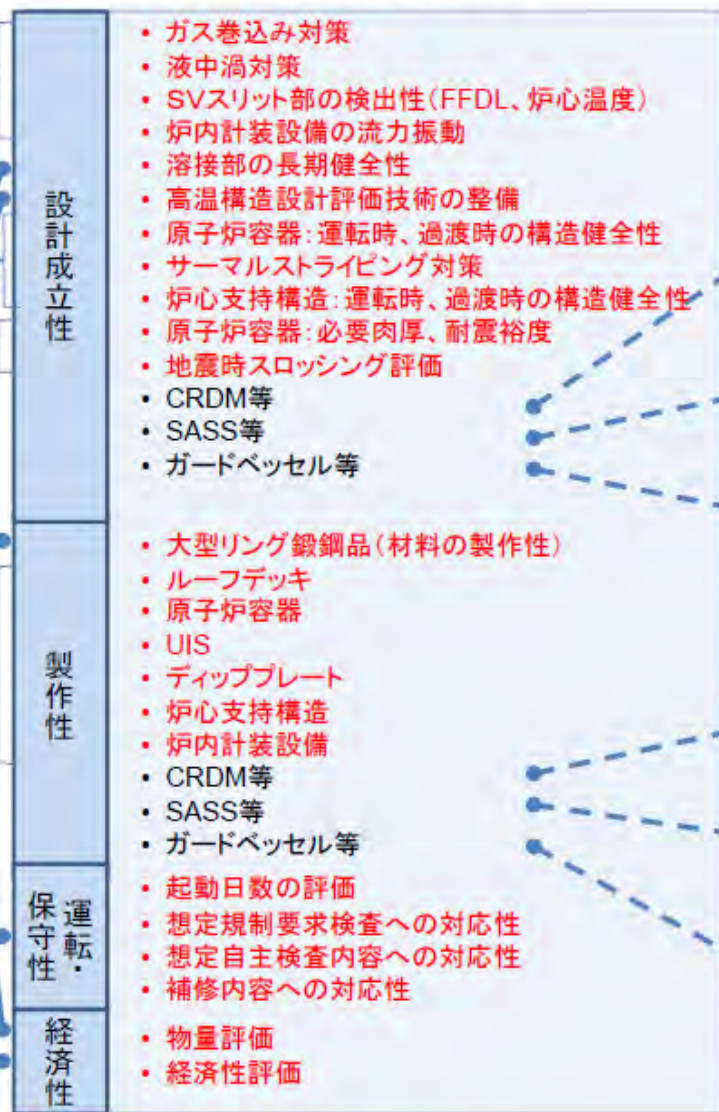 設計成立性
・ ガス巻込み対策
・ 液中渦対策
・ SVスリット部の検出性(FFDL、炉心温度)
・ 炉内計装設備の流力振動
・ 溶接部の長期健全性
・ 高温構造設計評価技術の整備
・ 原子炉容器:運転時、過渡時の構造健全性
・ サーマルストライピング対策
・ 炉心支持構造:運転時、過渡時の構造健全性
・ 原子炉容器:必要肉厚、耐震裕度
・ 地震時スロッシング評価
・ CRDM等
・ SASS等
・ ガードベッセル等
製作性
・ 大型リング鍛鋼品(材料の製作性)
・ ルーフデッキ
・ 原子炉容器
・ UIS
・ ディッププレート
・ 炉心支持構造
・ 炉内計装設備
・ CRDM等
・ SASS等
・ ガードベッセル等
運転・
保守性
・ 起動日数の評価
・ 想定規制要求検査への対応性
・ 想定自主検査内容への対応性
・ 補修内容への対応性
経済性
・ 物量評価
・ 経済性評価